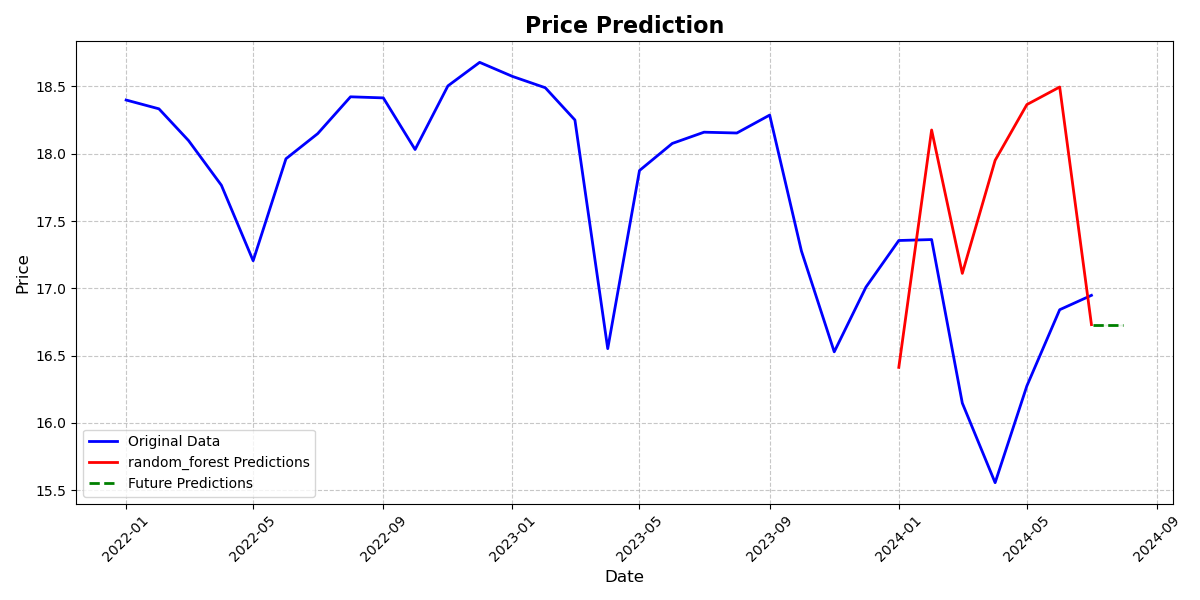 Price Prediction
Price
18.5
18.0
17.5
17.0
16.5
16.0
15.5
Original Data
random_forest Predictions
Future Predictions
2022-01
2022-05
2022-09
2023-01
2023-05
2023-09
2024-01
2024-05
2024-09
Date